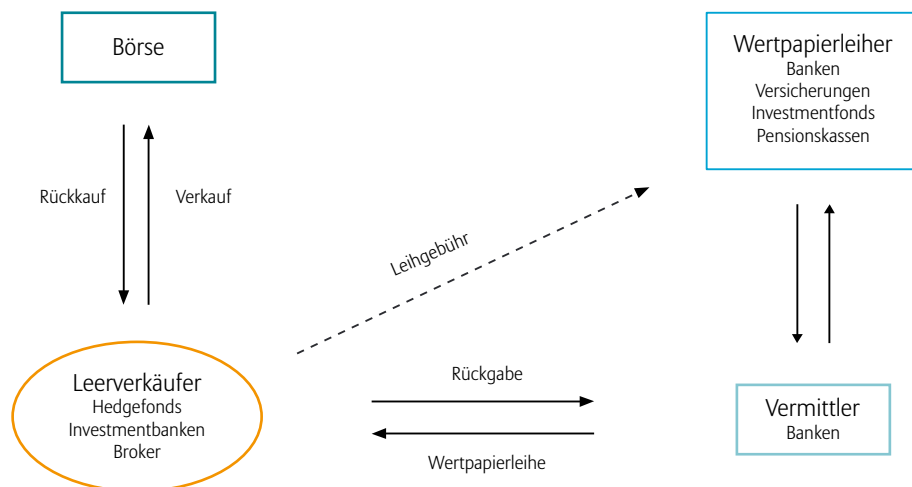 Börse
Wertpapierleiher
Banken
Versicherungen
Investmentfonds
Pensionskassen
Rückkauf
Verkauf
Leihgebühr
Leerverkäufer
Hedgefonds
Investmentbanken
Broker
Rückgabe
Wertpapierleihe
Vermittler
Banken